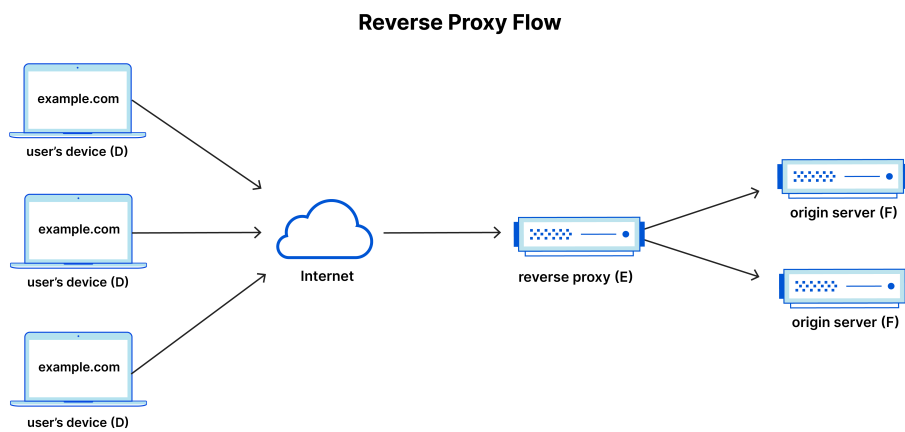 Reverse Proxy Flow
example.com
user's device (D)
example.com
user's device (D)
example.com
user's device (D)
Internet
reverse proxy (E)
origin server (F)
origin server (F)